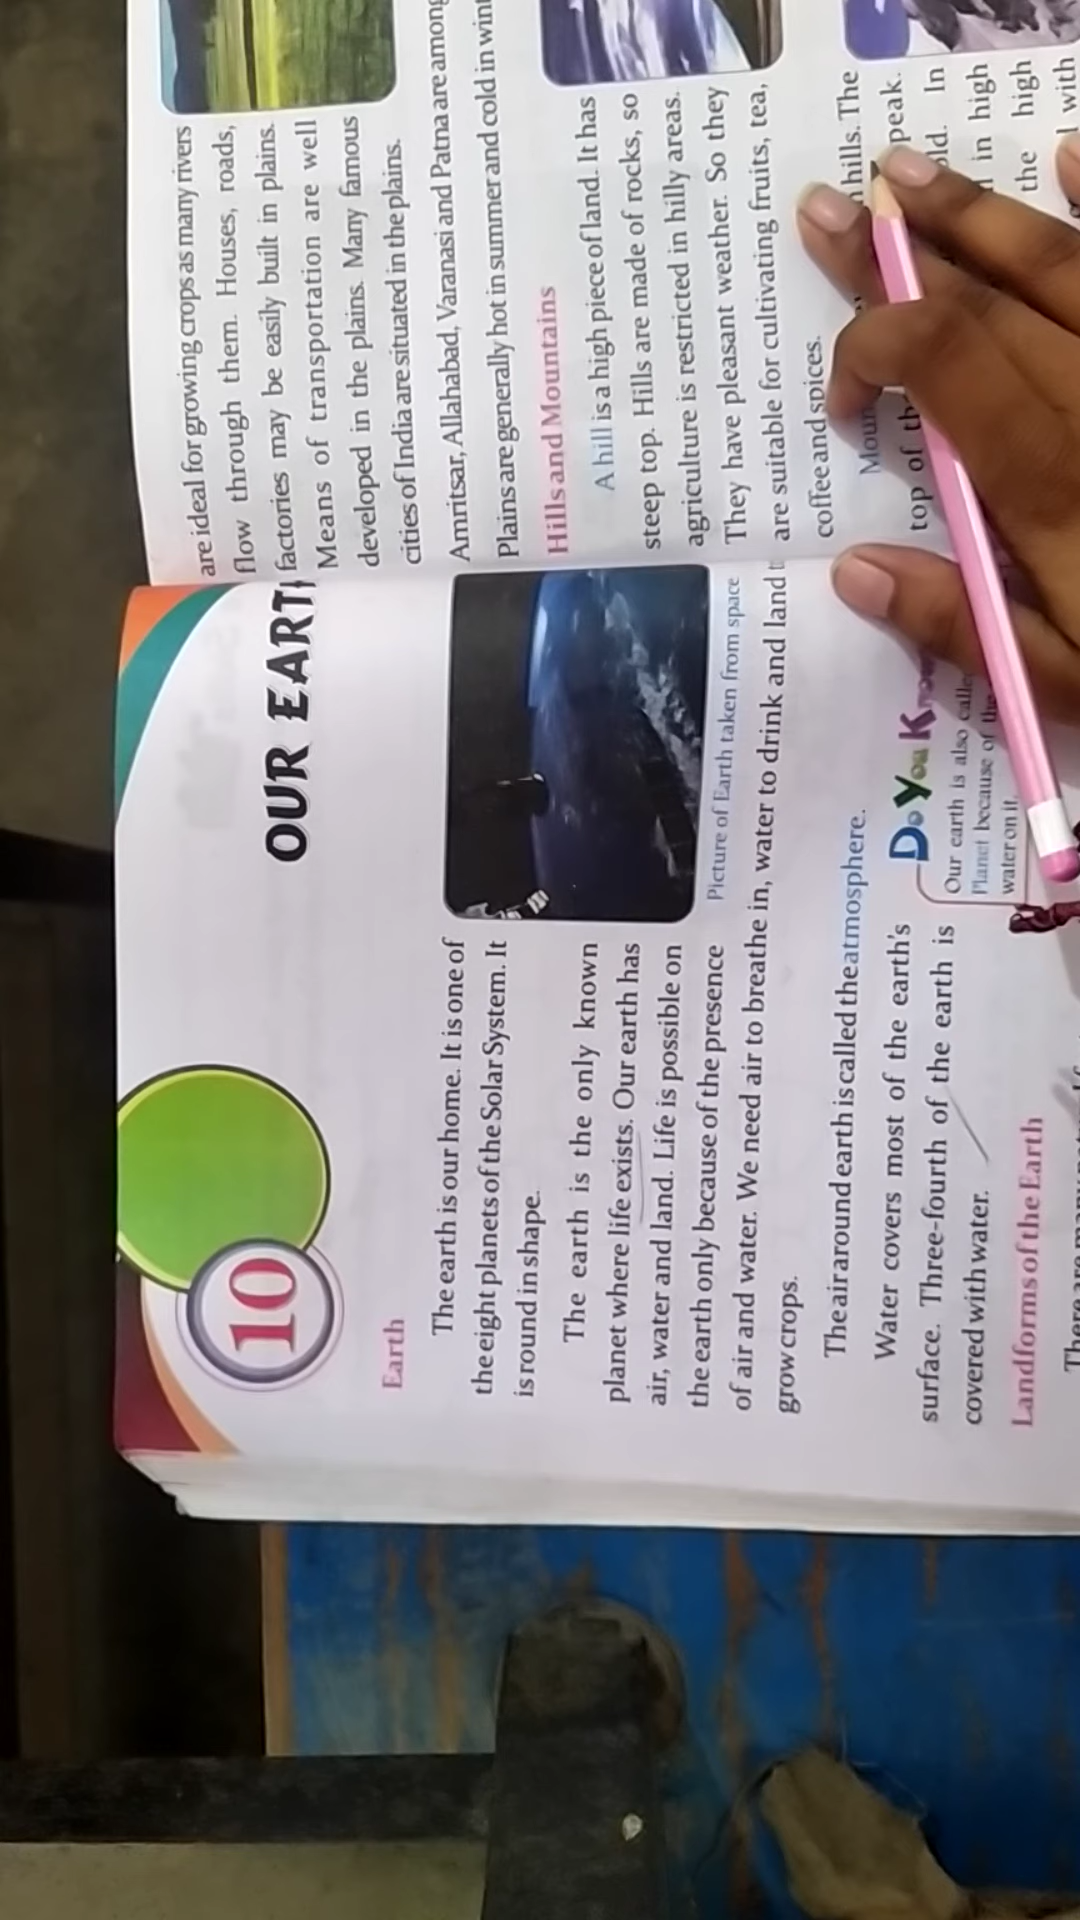 10
OUR EARTH
Earth
The earth is our home. It is one of
the eight planets of the Solar System. It
is round in shape.
The earth is the only known
planet where life exists. Our earth has
air, water and land. Life is possible on
the earth only because of the presence
of air and water. We need air to breathe in, water to drink and land
grow crops.
Picture of Earth taken from space
The air around earth is called the atmosphere.
Water covers most of the earth's
surface. Three-fourth of the earth is
covered with water.
Do You Know
Our earth is also called
Planet because of the
water on it.
Landforms of the Earth
There are many
are ideal for growing crops as many rivers
flow through them. Houses, roads,
factories may be easily built in plains.
Means of transportation are well
developed in the plains. Many famous
cities of India are situated in the plains.
Amritsar, Allahabad, Varanasi and Patna are among
Plains are generally hot in summer and cold in
Hills and Mountains
A hill is a high piece of land. It has
steep top. Hills are made of rocks, so
agriculture is restricted in hilly areas.
They have pleasant weather. So they
are suitable for cultivating fruits, tea,
coffee and spices.
hills. The
top of peak.
In
in high
the high
with